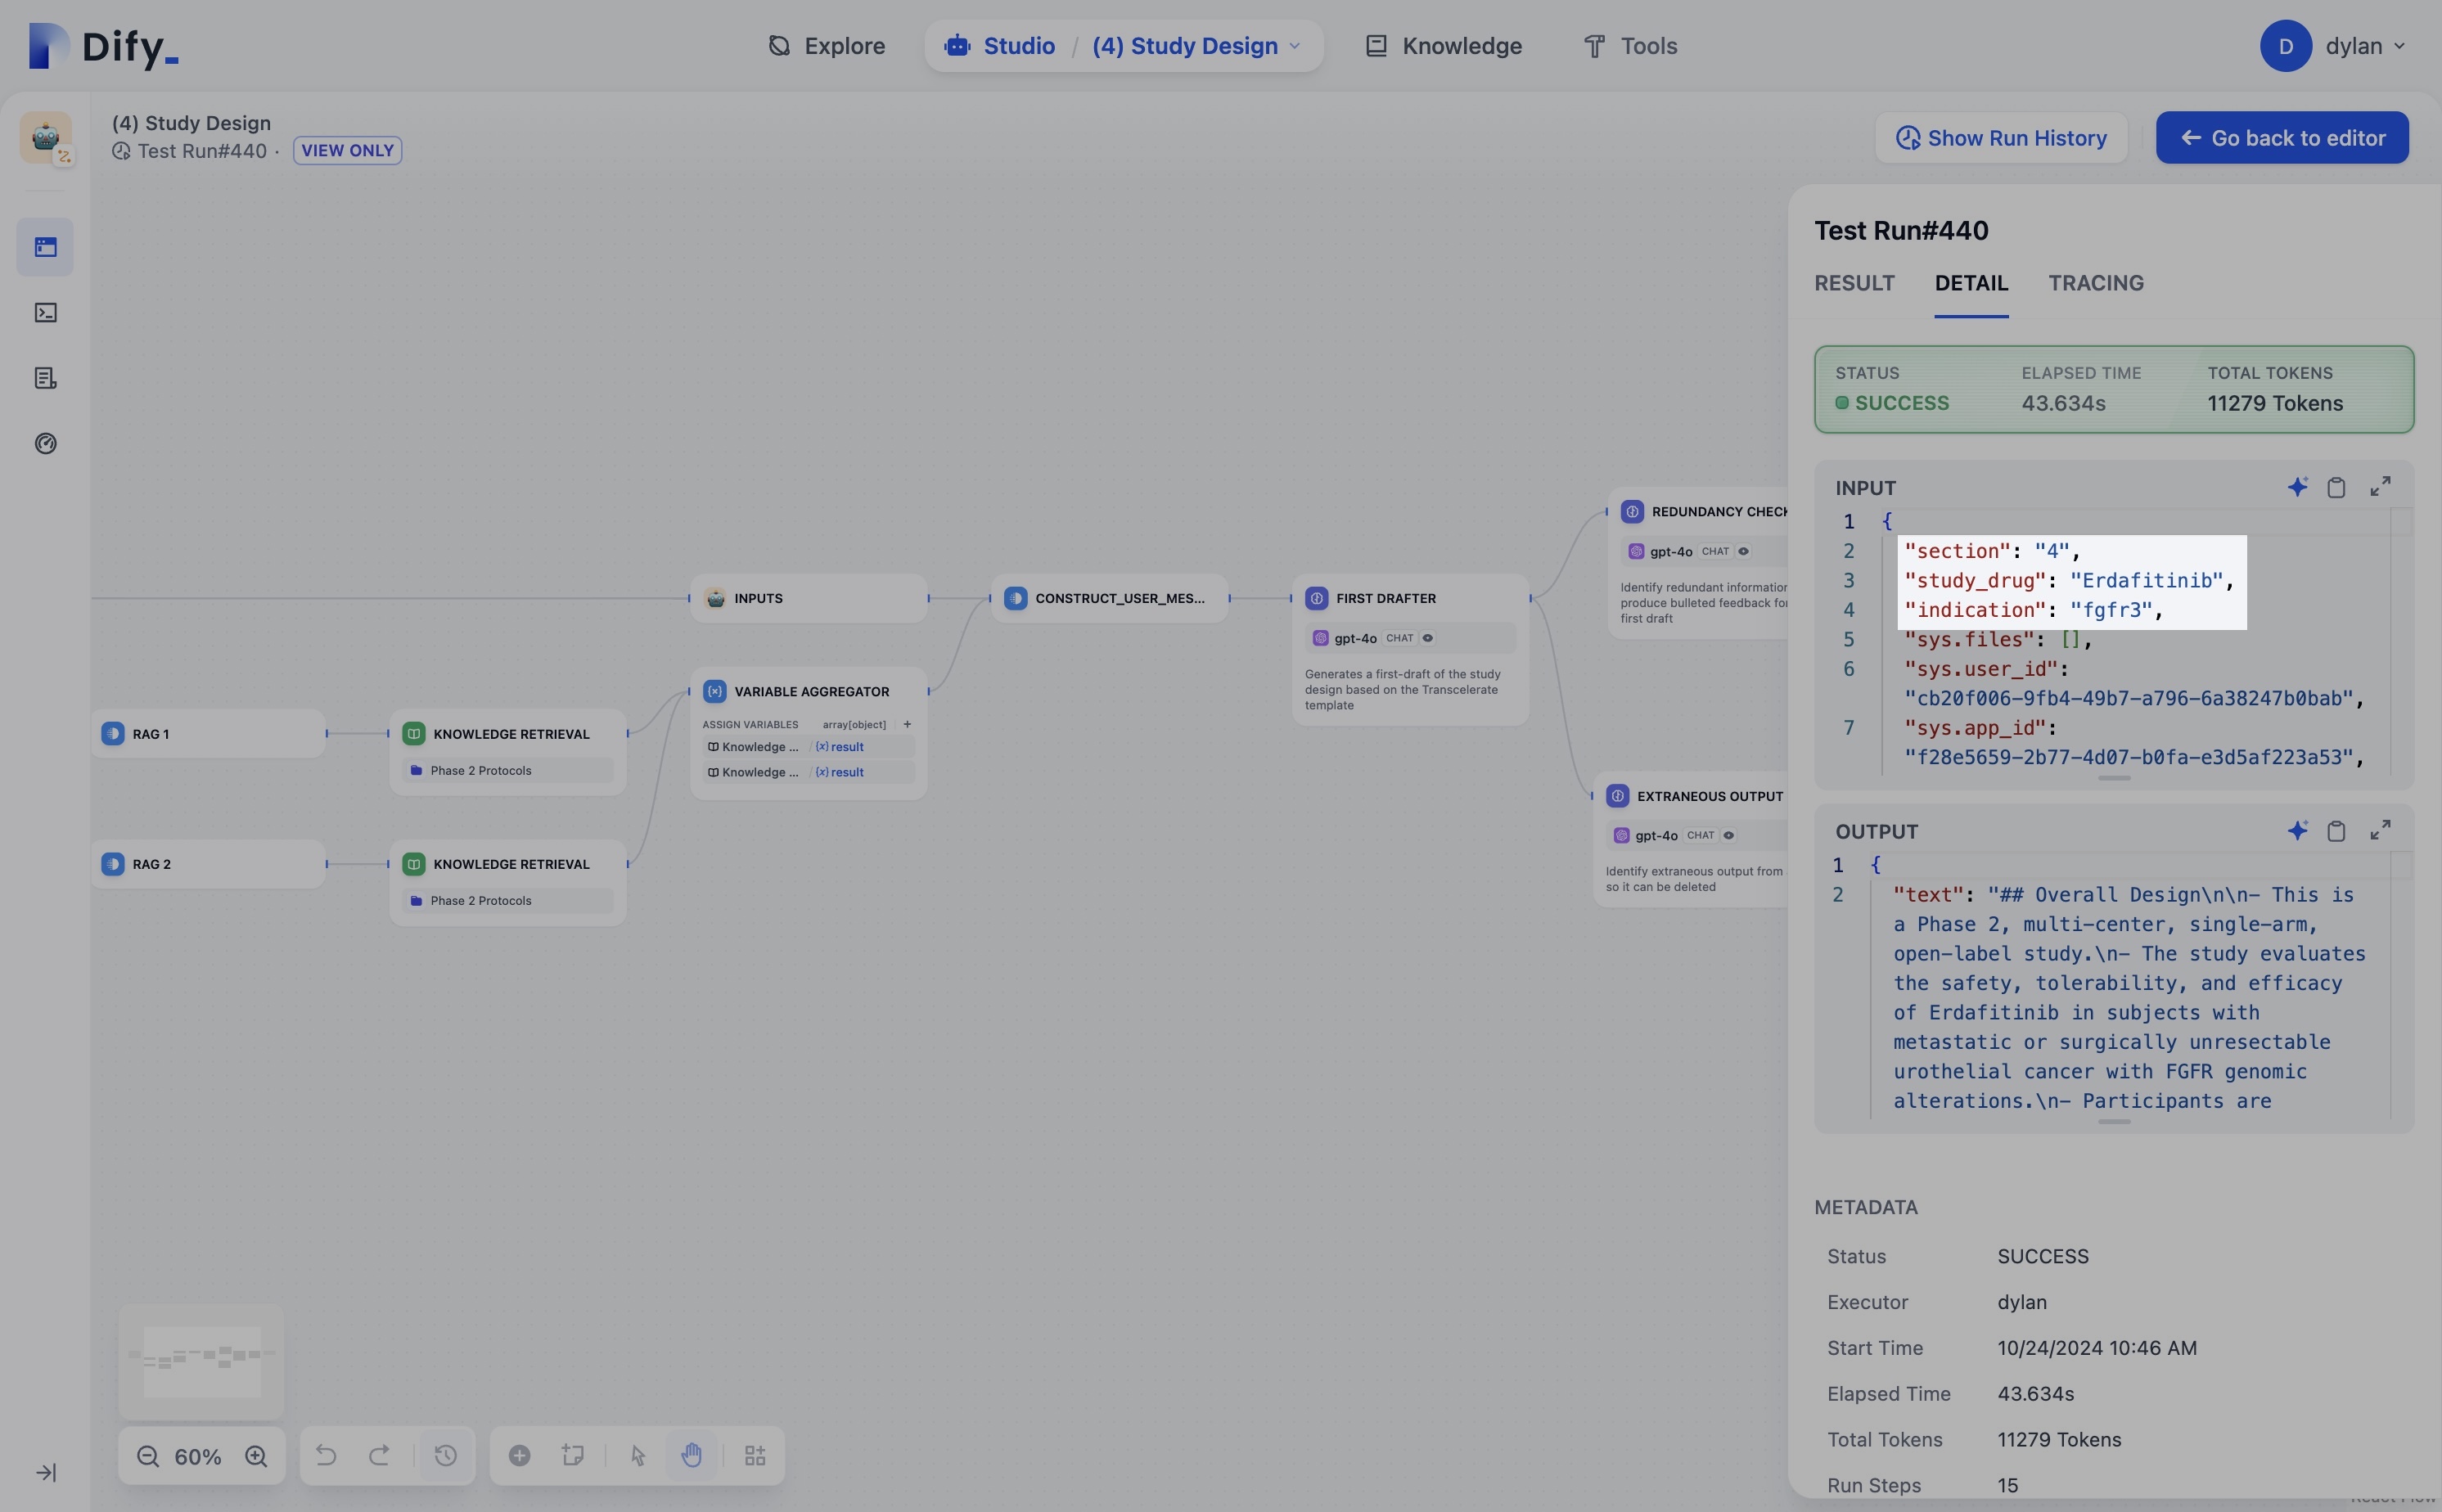 Dify_
Explore
Studio / (4) Study Design
Knowledge
Tools
D
dylan
(4) Study Design
Test Run#440 ·
VIEW ONLY
Show Run History
Go back to editor
RAG 1
RAG 2
KNOWLEDGE RETRIEVAL
Phase 2 Protocols
KNOWLEDGE RETRIEVAL
Phase 2 Protocols
INPUTS
VARIABLE AGGREGATOR
ASSIGN VARIABLES array[object] +
Knowledge ... / {x} result
Knowledge ... / {x} result
CONSTRUCT_USER_MES...
FIRST DRAFTER
gpt-4o CHAT
Generates a first-draft of the study
design based on the Transcelerate
template
REDUNDANCY CHECK
gpt-4o CHAT
Identify redundant information
produce bulleted feedback for
first draft
EXTRANEOUS OUTPUT
gpt-4o CHAT
Identify extraneous output from
so it can be deleted
60%
Test Run#440
RESULT DETAIL TRACING
STATUS ELAPSED TIME TOTAL TOKENS
SUCCESS 43.634s 11279 Tokens
INPUT
1 {
2 "section": "4",
3 "study_drug": "Erdafitinib",
4 "indication": "fgfr3",
5 "sys.files": [],
6 "sys.user_id":
"cb20f006-9fb4-49b7-a796-6a38247b0bab",
7 "sys.app_id":
"f28e5659-2b77-4d07-b0fa-e3d5af223a53",
OUTPUT
1 {
2 "text": "## Overall Design\n\n- This is
a Phase 2, multi-center, single-arm,
open-label study.\n- The study evaluates
the safety, tolerability, and efficacy
of Erdafitinib in subjects with
metastatic or surgically unresectable
urothelial cancer with FGFR genomic
alterations.\n- Participants are
METADATA
Status SUCCESS
Executor dylan
Start Time 10/24/2024 10:46 AM
Elapsed Time 43.634s
Total Tokens 11279 Tokens
Run Steps 15